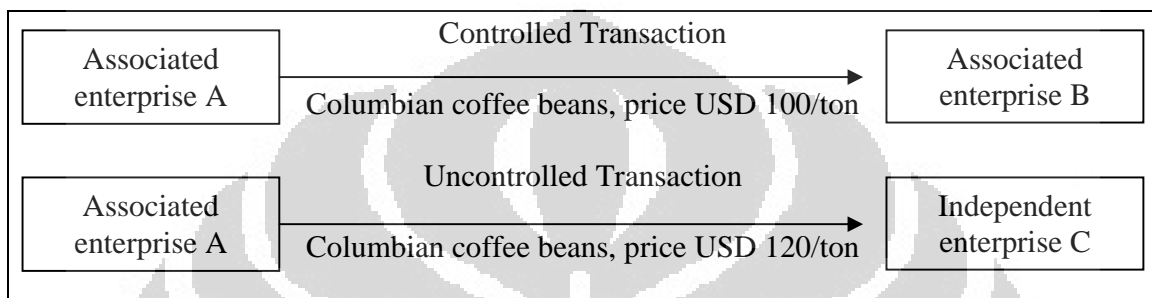 Controlled Transaction
Associated
enterprise A
Associated
enterprise B
Columbian coffee beans, price USD 100/ton
Uncontrolled Transaction
Associated
enterprise A
Independent
enterprise C
Columbian coffee beans, price USD 120/ton